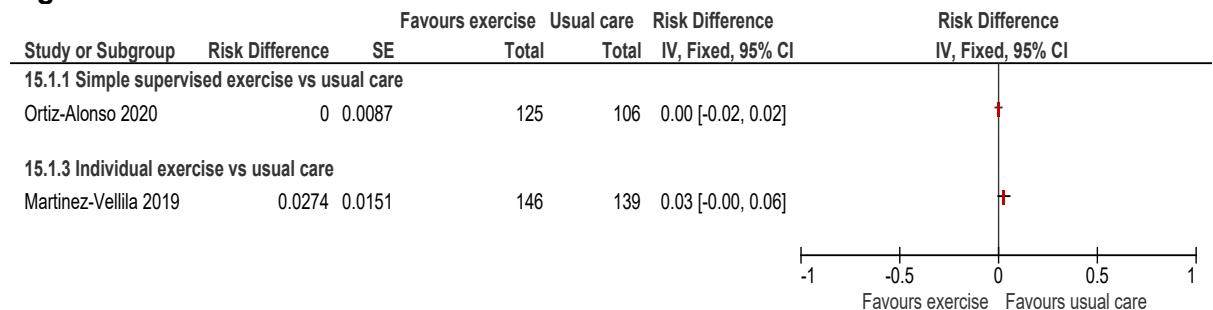 Favours exercise Usual care Risk Difference Risk Difference
Study or Subgroup Risk Difference SE Total Total IV, Fixed, 95% CI IV, Fixed, 95% CI
15.1.1 Simple supervised exercise vs usual care
Ortiz-Alonso 2020 0 0.0087 125 106 0.00 [-0.02, 0.02]
15.1.3 Individual exercise vs usual care
Martinez-Vellila 2019 0.0274 0.0151 146 139 0.03 [-0.00, 0.06]
-1 -0.5 0 0.5 1
Favours exercise Favours usual care